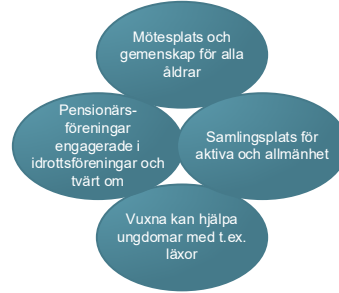 Mötesplats och
gemenskap för alla
åldrar
Pensionärs-
föreningar
engagerade i
idrottsföreningar och
tvärt om
Samlingsplats för
aktiva och allmänhet
Vuxna kan hjälpa
ungdomar med t.ex.
läxor